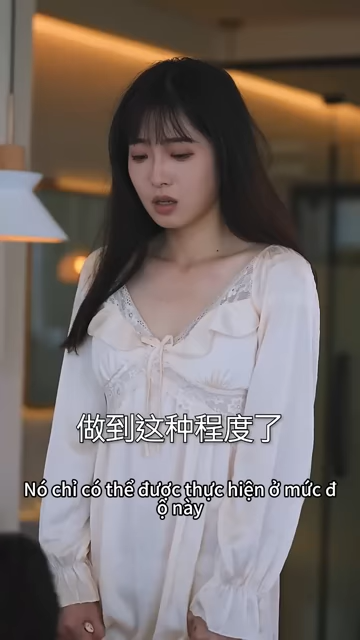 做到这种程度了
Nó chỉ có thể được thực hiện ở mức đ
ộ này